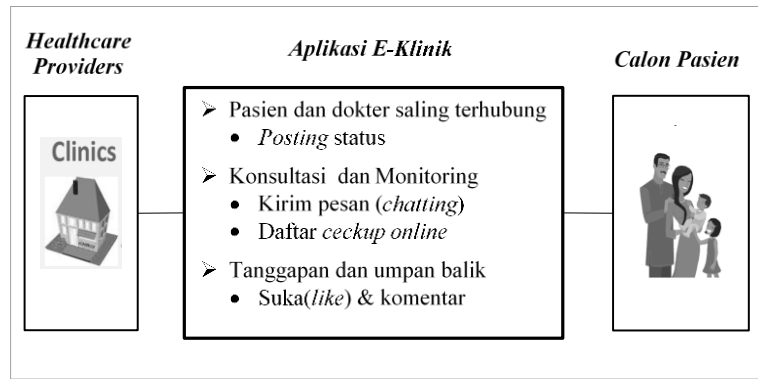 Healthcare
Providers
Clinics
Aplikasi E-Klinik
➢ Pasien dan dokter saling terhubung
• Posting status
➢ Konsultasi dan Monitoring
• Kirim pesan (chatting)
• Daftar ceckup online
➢ Tanggapan dan umpan balik
• Suka(like) & komentar
Calon Pasien